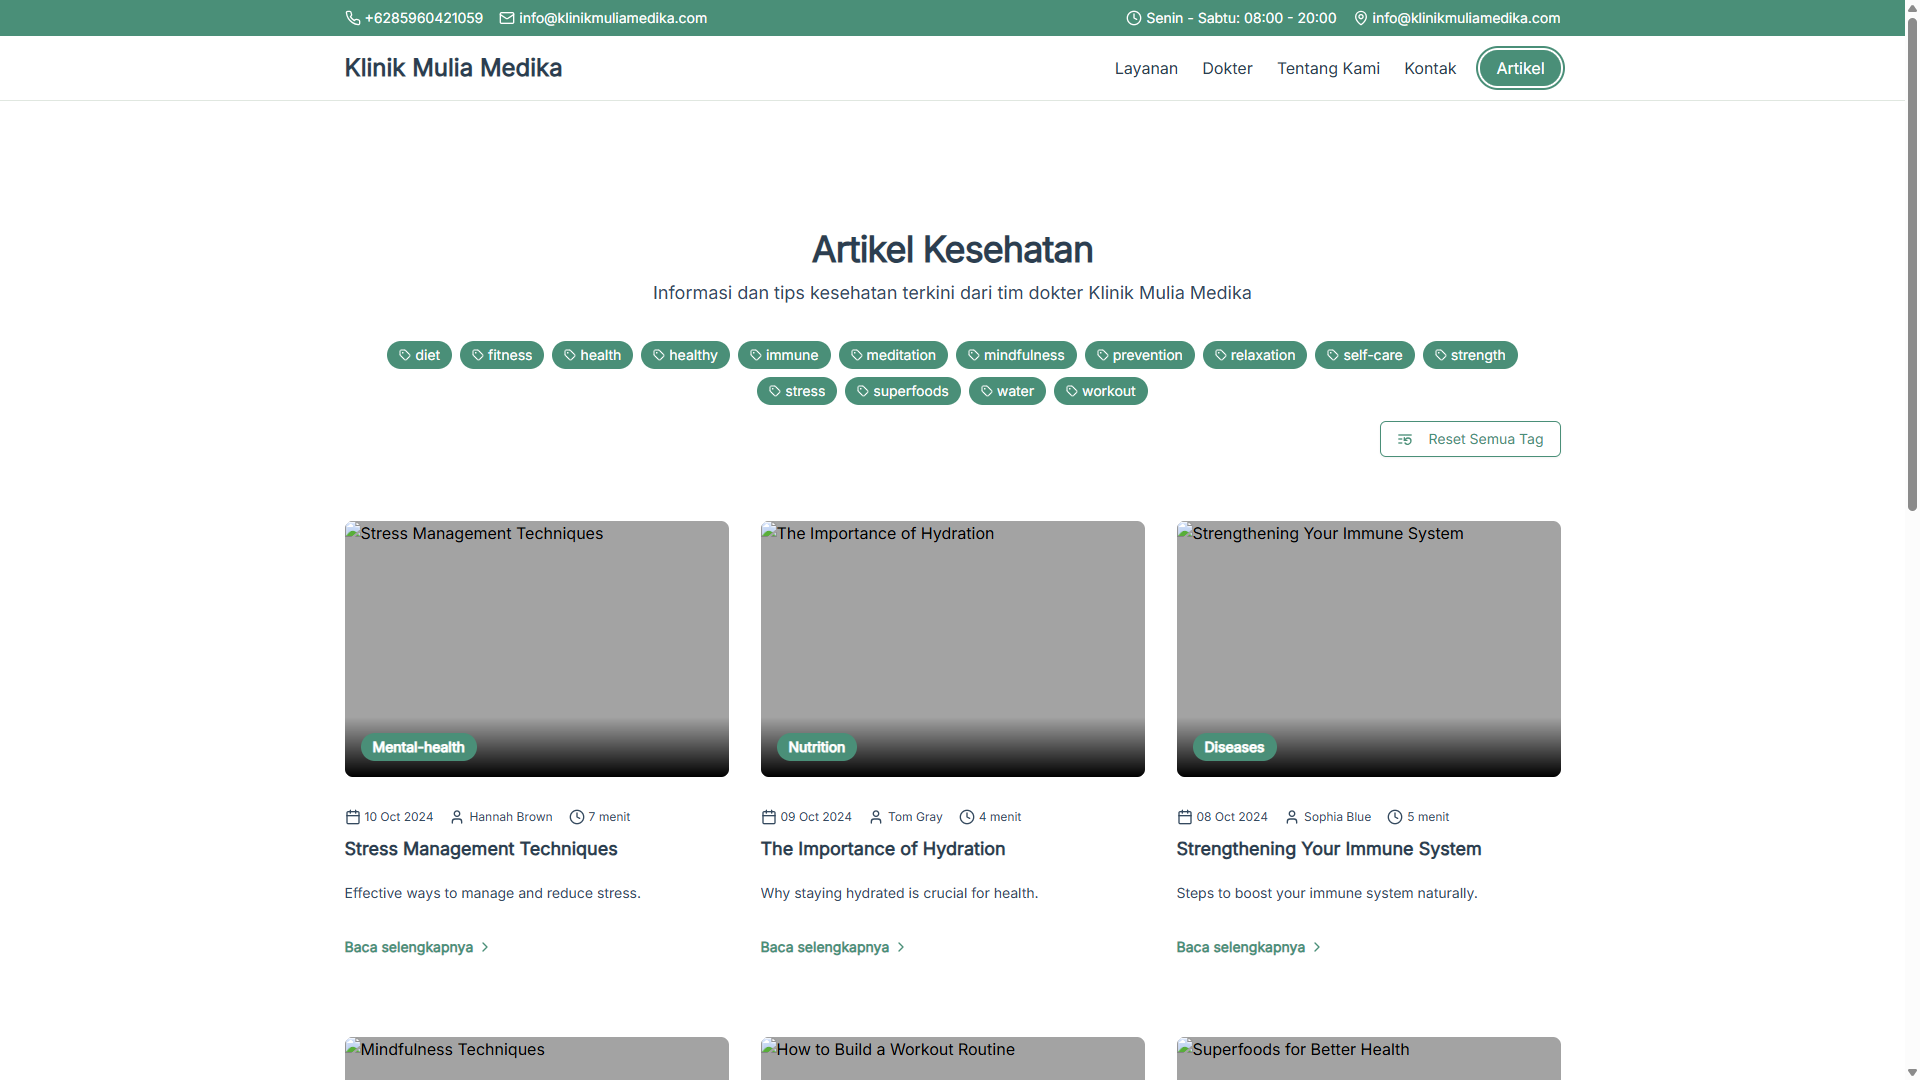 +6285960421059 info@klinikmuliamedika.com Senin - Sabtu: 08:00 - 20:00 info@klinikmuliamedika.com
Klinik Mulia Medika Layanan Dokter Tentang Kami Kontak Artikel
Artikel Kesehatan
Informasi dan tips kesehatan terkini dari tim dokter Klinik Mulia Medika
diet fitness health healthy immune meditation mindfulness prevention relaxation self-care strength
stress superfoods water workout
Reset Semua Tag
Stress Management Techniques
Mental-health
10 Oct 2024 Hannah Brown 7 menit
Stress Management Techniques
Effective ways to manage and reduce stress.
Baca selengkapnya
The Importance of Hydration
Nutrition
09 Oct 2024 Tom Gray 4 menit
The Importance of Hydration
Why staying hydrated is crucial for health.
Baca selengkapnya
Strengthening Your Immune System
Diseases
08 Oct 2024 Sophia Blue 5 menit
Strengthening Your Immune System
Steps to boost your immune system naturally.
Baca selengkapnya
Mindfulness Techniques
How to Build a Workout Routine
Superfoods for Better Health